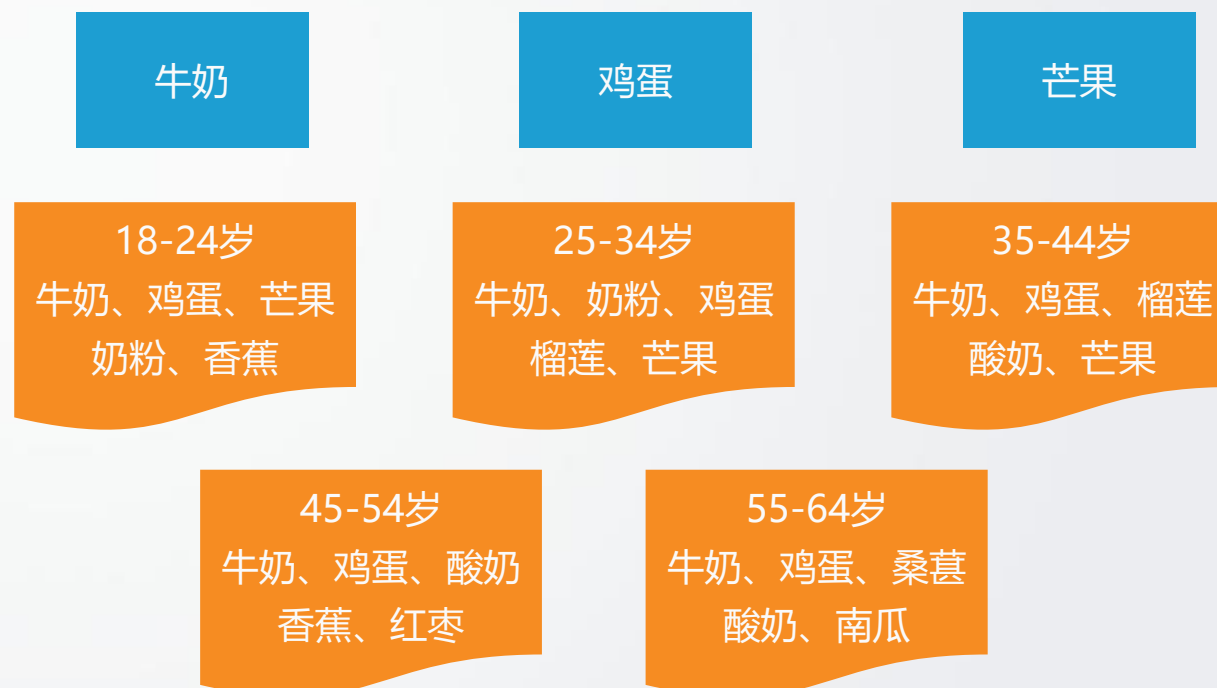 牛奶
鸡蛋
芒果
18-24岁
牛奶、鸡蛋、芒果
奶粉、香蕉
25-34岁
牛奶、奶粉、鸡蛋
榴莲、芒果
35-44岁
牛奶、鸡蛋、榴莲
酸奶、芒果
45-54岁
牛奶、鸡蛋、酸奶
香蕉、红枣
55-64岁
牛奶、鸡蛋、桑葚
酸奶、南瓜